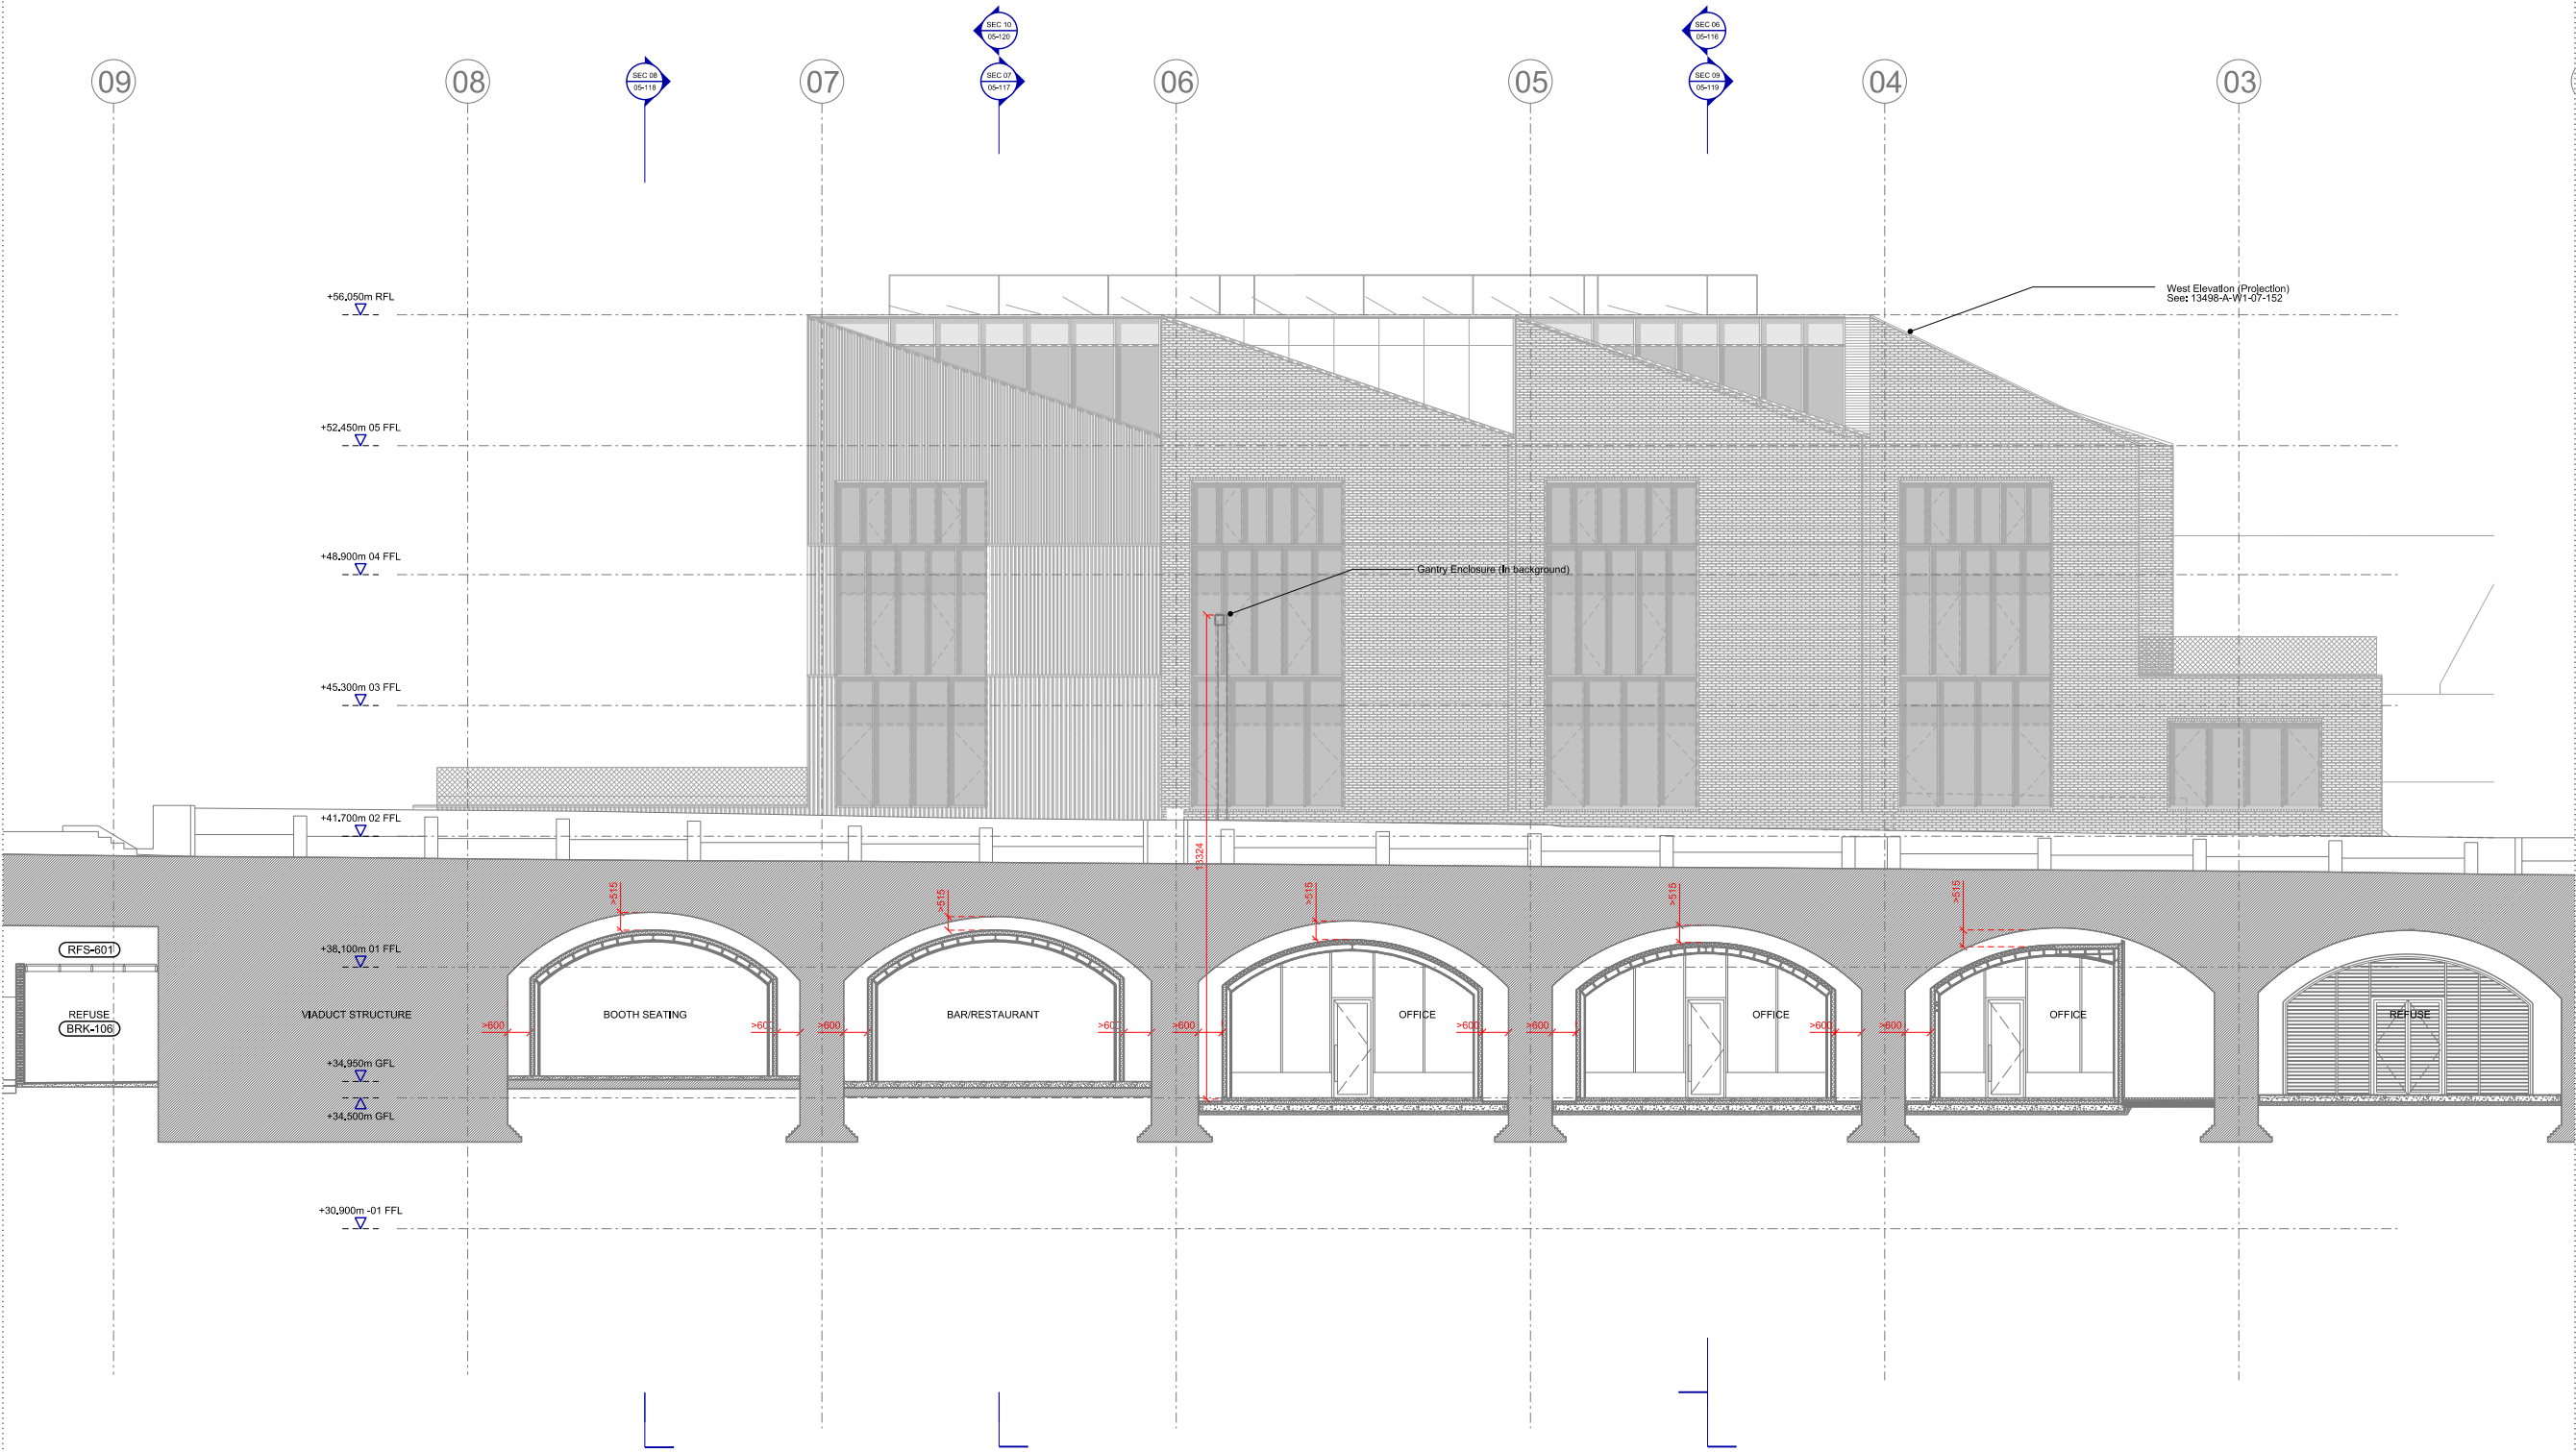 SEC 10
05-120
SEC 06
05-116
09
08
SEC 08
05-118
07
SEC 07
05-117
06
05
SEC 09
05-119
04
03
+56.050m RFL
West Elevation (Projection)
See: 13498-A-W1-07-152
+52.450m 05 FFL
+48.900m 04 FFL
Gantry Enclosure (In background)
+45.300m 03 FFL
+41.700m 02 FFL
13324
>515
>515
>515
>515
>515
RFS-601
+38.100m 01 FFL
REFUSE
BRK-106
VIADUCT STRUCTURE
BOOTH SEATING
BAR/RESTAURANT
OFFICE
OFFICE
OFFICE
REFUSE
>600
>600
>600
>600
>600
>600
>600
>600
>600
+34.950m GFL
+34.500m GFL
+30.900m -01 FFL